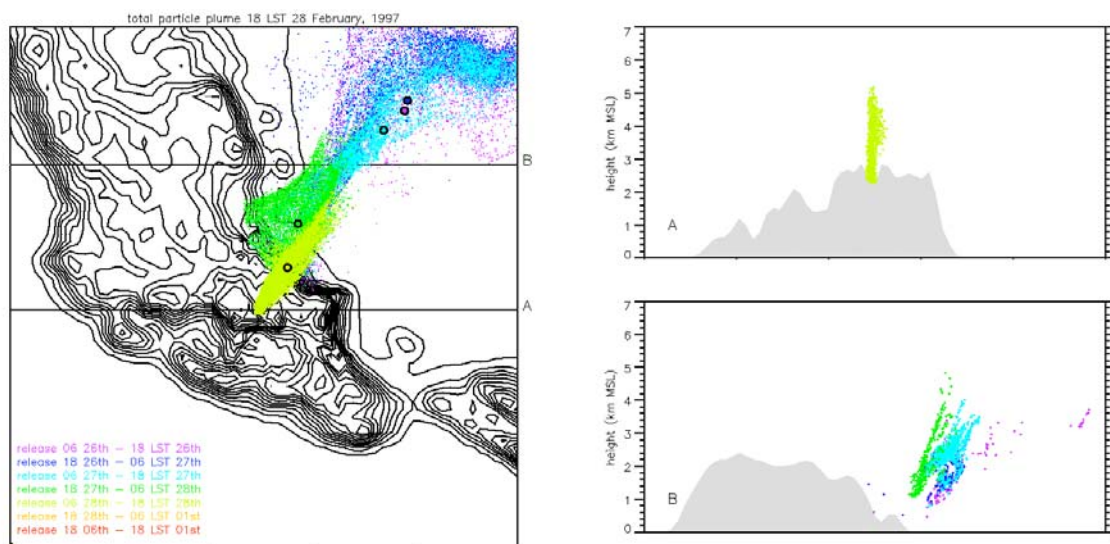 total particle plume 18 LST 28 February, 1997
B
A
release 06 26th – 18 LST 26th
release 18 26th – 06 LST 27th
release 06 27th – 18 LST 27th
release 18 27th – 06 LST 28th
release 06 28th – 18 LST 28th
release 18 28th – 06 LST 01st
release 18 06th – 18 LST 01st
7
6
5
4
3
2
1
0
height (km MSL)
A
7
6
5
4
3
2
1
0
height (km MSL)
B